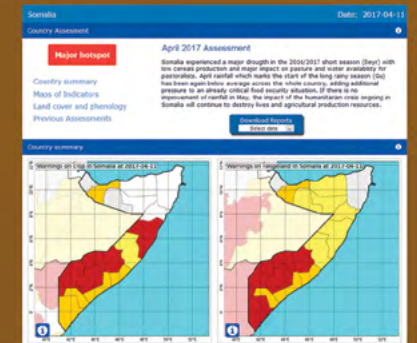 Somalia
Date: 2017-04-11
Country Assessment
Major hotspot
Country summary
Maps of Indicators
Land cover and phenology
Previous Assessments
April 2017 Assessment
Somalia experienced a major drougth in the 2016/2017 short season (Deyr) with
low cereals production and major impact on pasture and water availability for
pastoralists. April rainfall which marks the start of the long rainy season (Gu)
has been again below average across the whole country, adding additional
pressure to an already critical food security situation. If there is no
improvement of rainfall in May, the impact of the humanitarian crise ongoing in
Somalia will continue to destroy lives and agricultural production resources.
Download Reports
Select date
Country summary
Warnings on Crop in Somalia at 2017-04-11
Warnings on Rangeland in Somalia at 2017-04-11